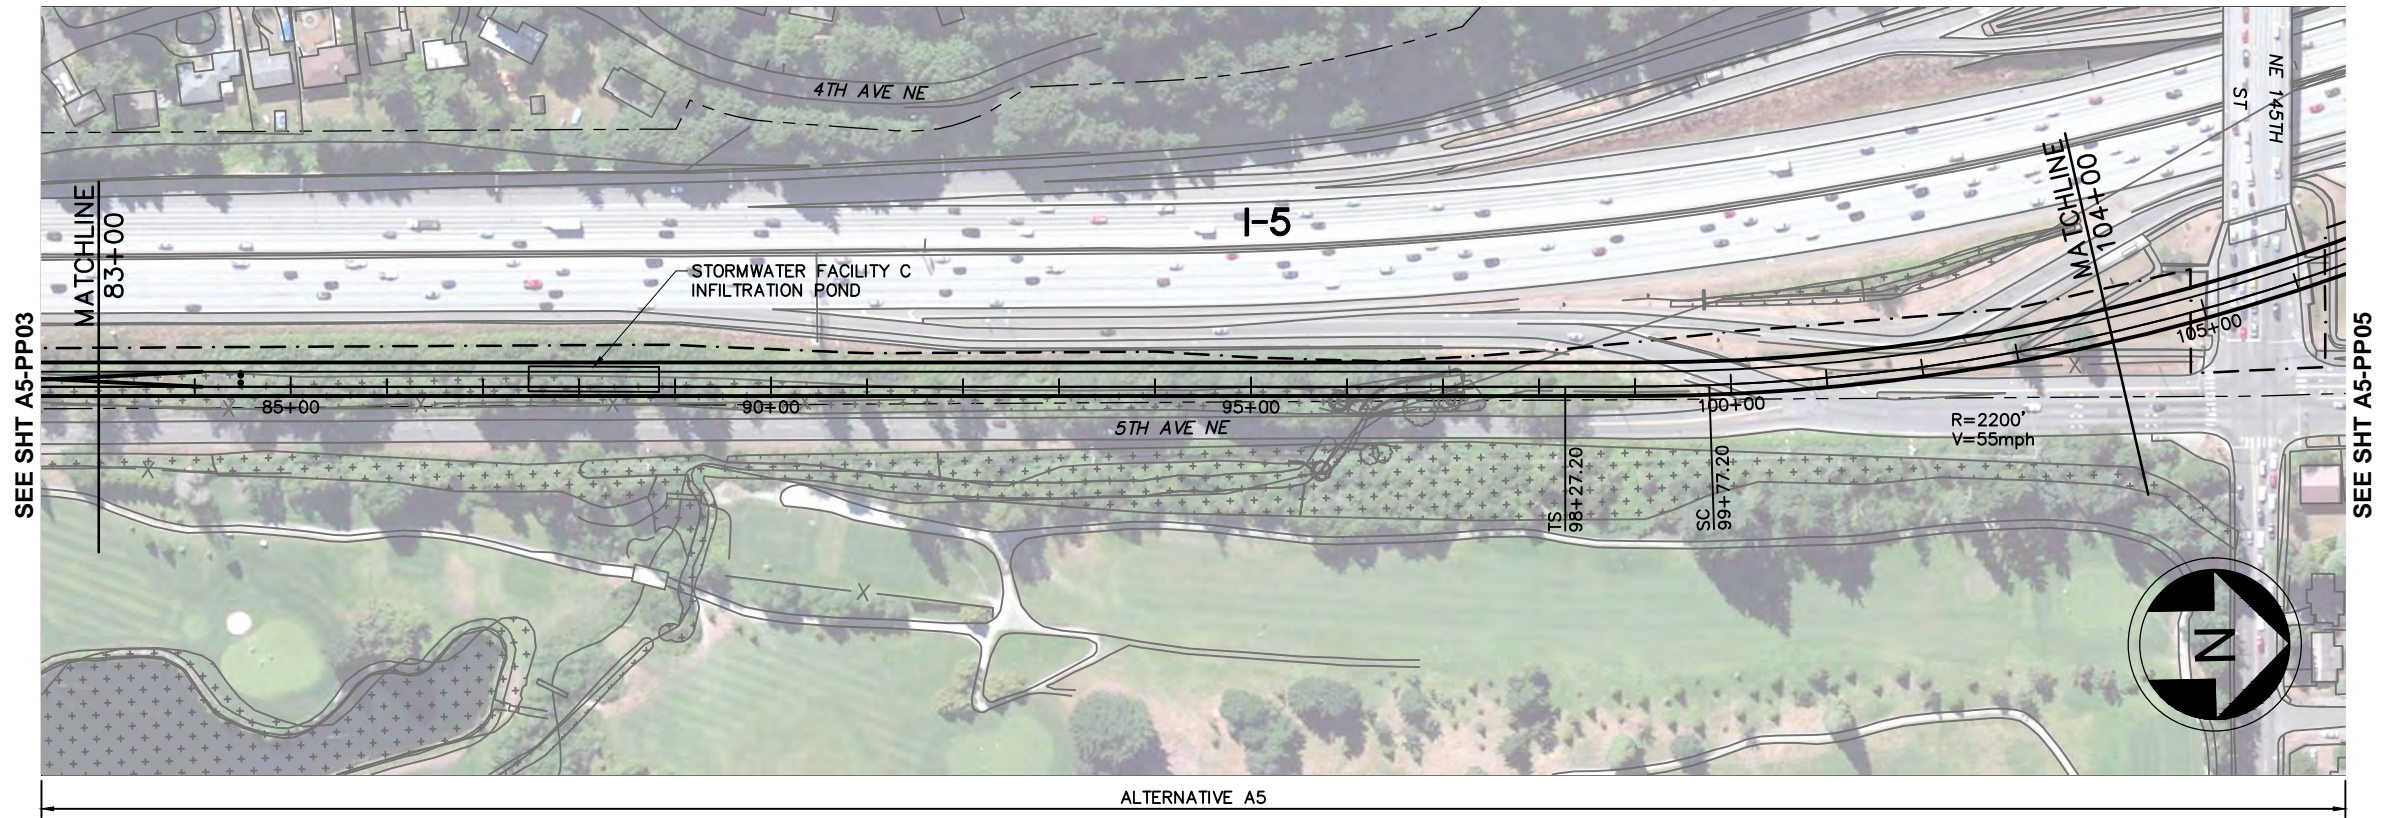 4TH AVE NE
NE 145TH
ST
MATCHLINE
83+00
I-5
MATCHLINE
104+00
STORMWATER FACILITY C
INFILTRATION POND
SEE SHT A5-PP03
SEE SHT A5-PP05
105+00
85+00
90+00
95+00
100+00
5TH AVE NE
R=2200'
V=55mph
TS
98+27.20
SC
99+77.20
N
ALTERNATIVE A5